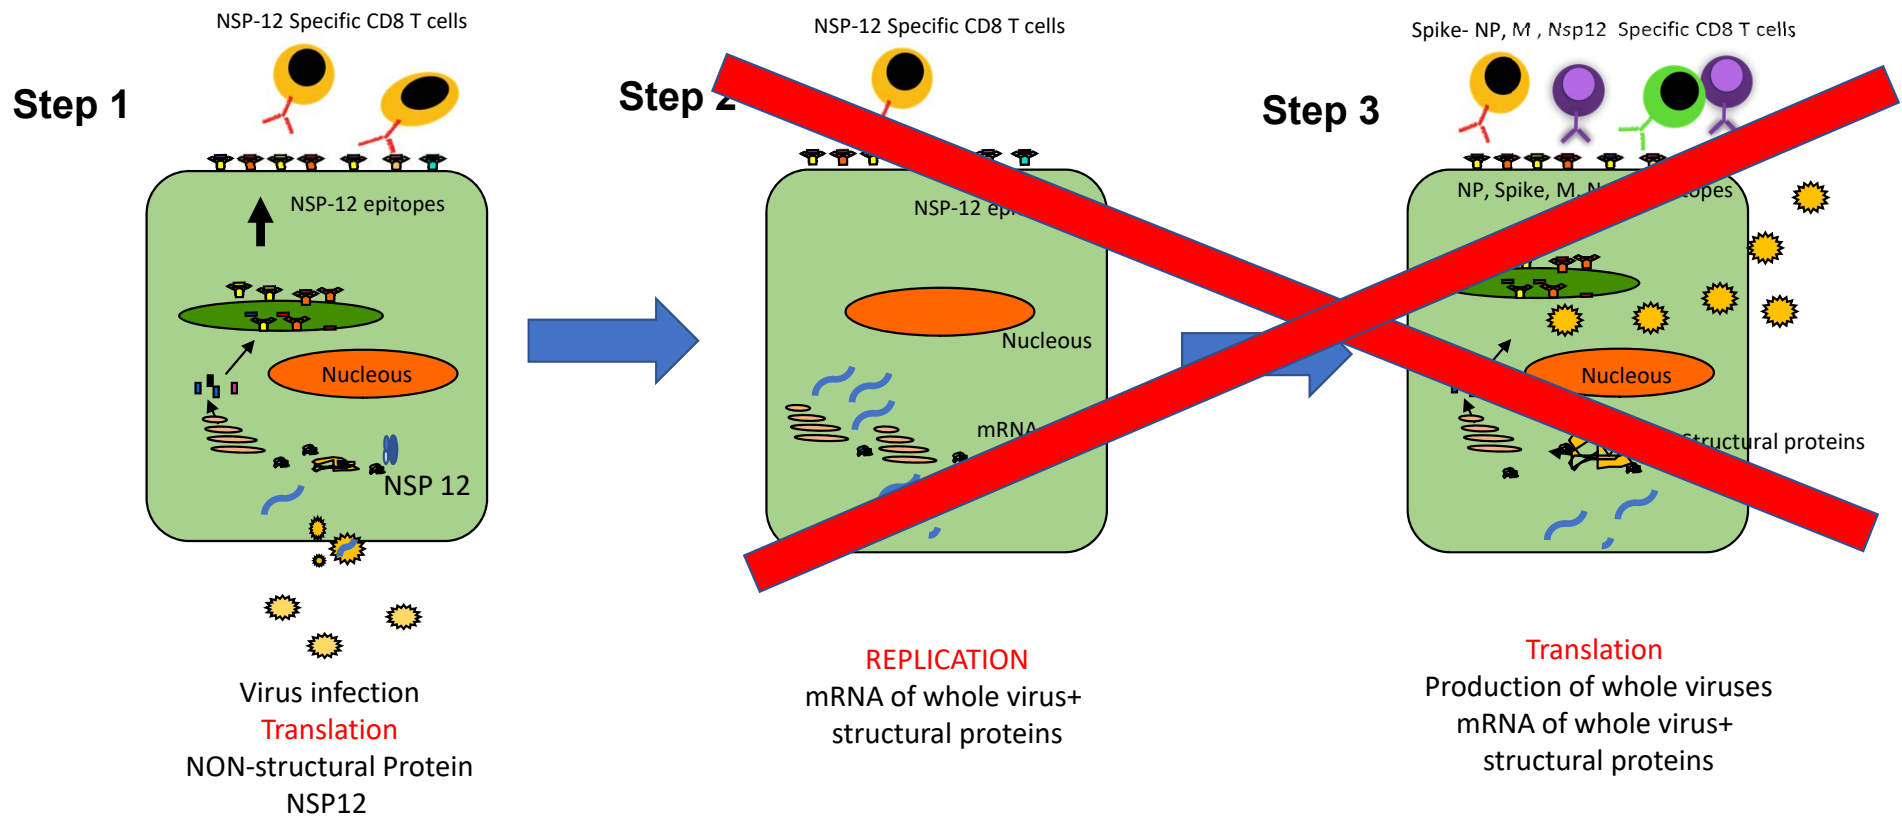 NSP-12 Specific CD8 T cells
Step 1
NSP-12 epitopes
Nucleous
NSP 12
Virus infection
Translation
NON-structural Protein
NSP12
NSP-12 Specific CD8 T cells
Step 2
NSP-12
Nucleous
mRNA
REPLICATION
mRNA of whole virus+
structural proteins
Spike- NP, M , Nsp12 Specific CD8 T cells
Step 3
NP, Spike, M,
Nucleous
Structural proteins
Translation
Production of whole viruses
mRNA of whole virus+
structural proteins